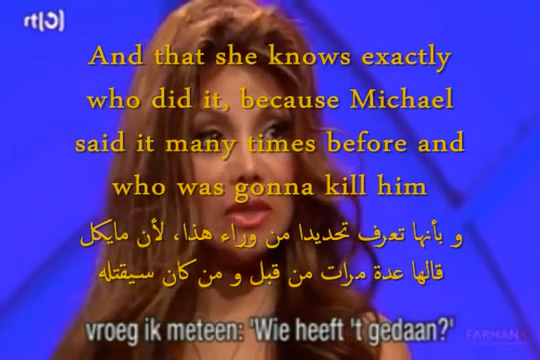 rtl
And that she knows exactly
who did it, because Michael
said it many times before and
who was gonna kill him
و بأنها تعرف تحديدا من وراء هذا، لأن مايكل
قالها عدة مرات من قبل و من كان سيقتله
vroeg ik meteen: 'Wie heeft 't gedaan?'
FARHAN